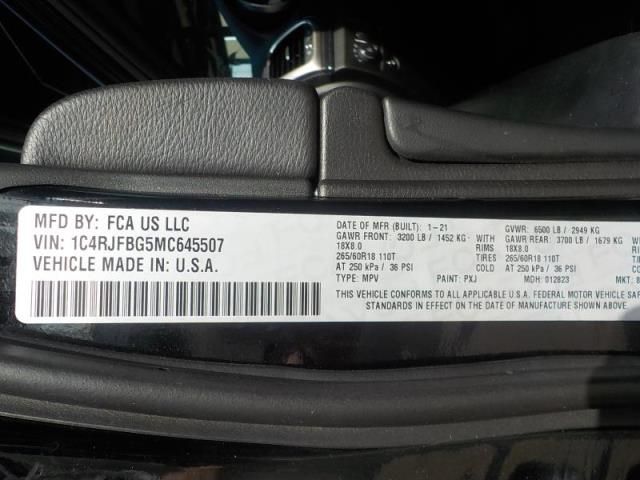 MFD BY: FCA US LLC
VIN: 1C4RJFBG5MC645507
VEHICLE MADE IN: U.S.A.
DATE OF MFR (BUILT): 1-21 GVWR: 6500 LB / 2949 KG
GAWR FRONT: 3200 LB / 1452 KG WITH GAWR REAR: 3700 LB / 1679 KG
18X8.0 RIMS 18X8.0
265/60R18 110T TIRES 265/60R18 110T
AT 250 kPa / 36 PSI COLD AT 250 kPa / 36 PSI
TYPE: MPV PAINT: PXJ MDH: 012823 MKT:
THIS VEHICLE CONFORMS TO ALL APPLICABLE U.S.A. FEDERAL MOTOR VEHICLE
STANDARDS IN EFFECT ON THE DATE OF MANUFACTURE SHOWN ABOVE.